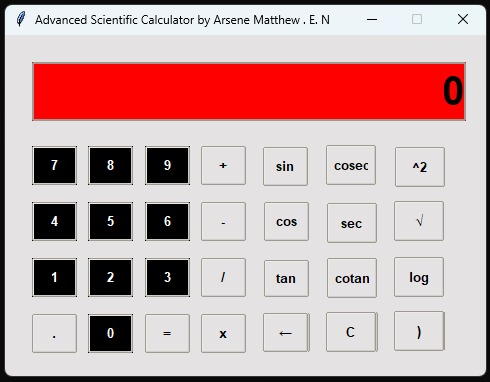 Advanced Scientific Calculator by Arsene Matthew . E. N
0
7 8 9 + sin cosec ^2
4 5 6 - cos sec √
1 2 3 / tan cotan log
. 0 = x ← C )